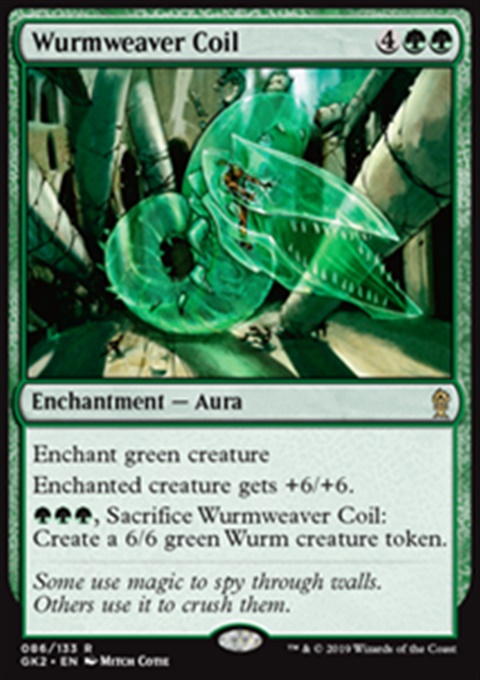 Wurmweaver Coil 4
Enchantment — Aura
Enchant green creature
Enchanted creature gets +6/+6.
, Sacrifice Wurmweaver Coil:
Create a 6/6 green Wurm creature token.
Some use magic to spy through walls.
Others use it to crush them.
086/133 R
GK2 • EN Mitch Cotie
™ & © 2019 Wizards of the Coast